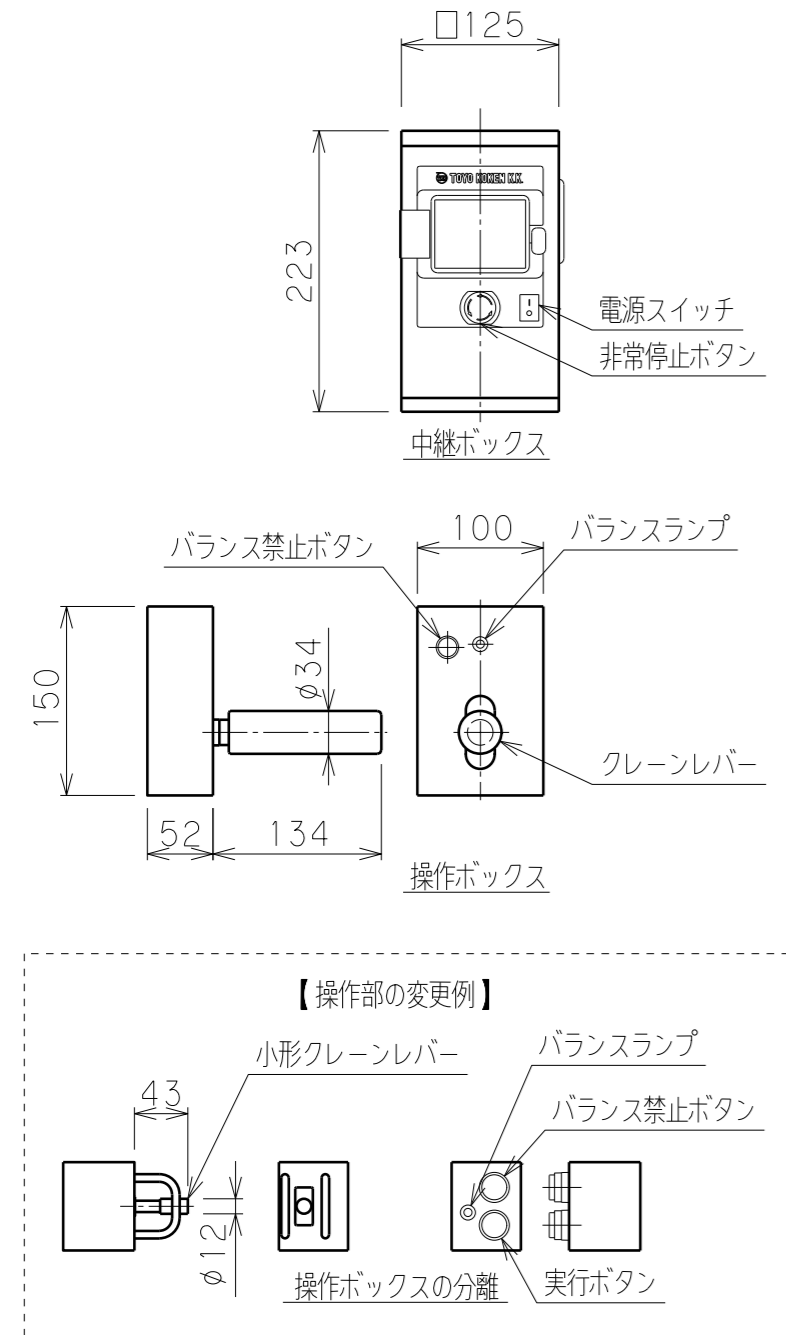 □125
TOYO KOKEN K.K.
223
電源スイッチ
非常停止ボタン
中継ボックス
バランス禁止ボタン
100
バランスランプ
150
φ34
クレーンレバー
52
134
操作ボックス
【操作部の変更例】
小形クレーンレバー
バランスランプ
43
バランス禁止ボタン
φ12
操作ボックスの分離
実行ボタン